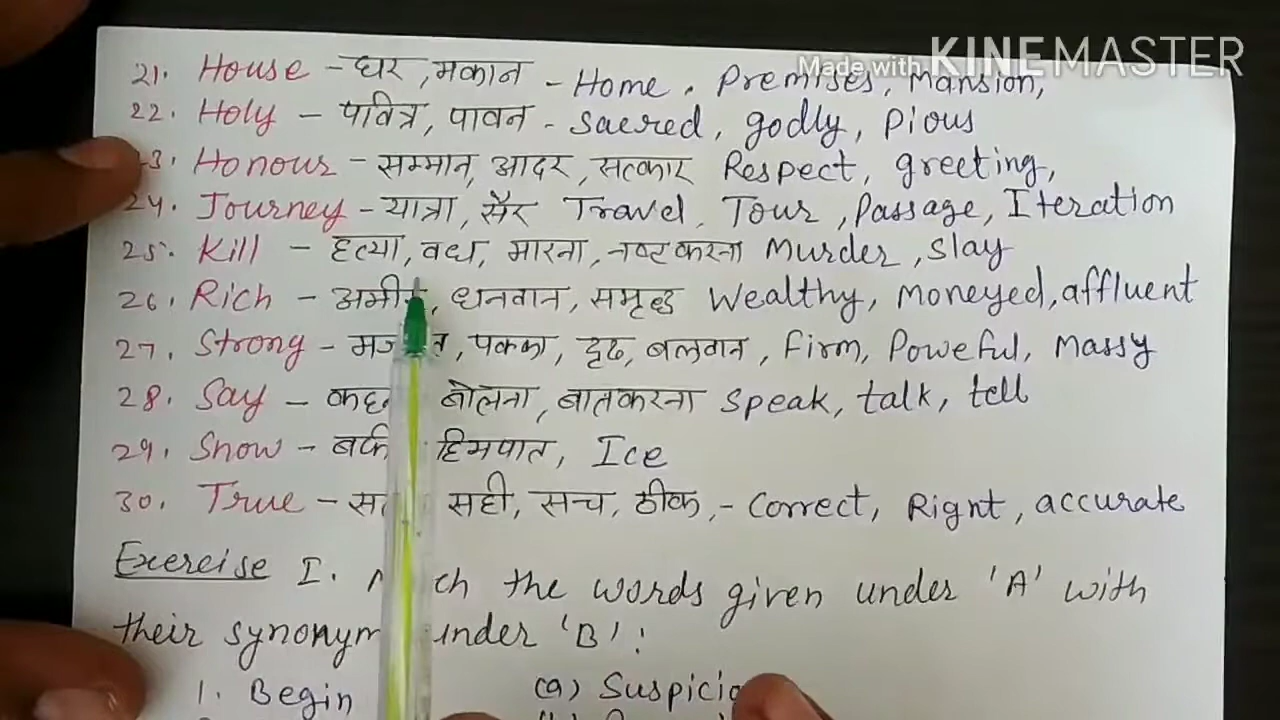 Made with KINEMASTER
21. House - घर, मकान - Home, Premises, Mansion,
22. Holy - पवित्र, पावन - Sacred, godly, Pious
3. Honour - सम्मान, आदर, सत्कार Respect, greeting,
24. Journey - यात्रा, सैर Travel, Tour, Passage, Iteration
25. Kill - हत्या, वध, मारना, नष्ट करना Murder, Slay
26. Rich - धनवान, समृद्ध Wealthy, Moneyed, affluent
27. Strong - पक्का, दृढ, बलवान, Firm, Poweful, Massy
28. Say - बोलना, बातकरना Speak, talk, tell
29. Snow - हिमपात, Ice
30. True - सही, सच, ठीक, - Correct, Right, accurate
Exercise I. the words given under 'A' with
their under 'B':
1. Begin (a)